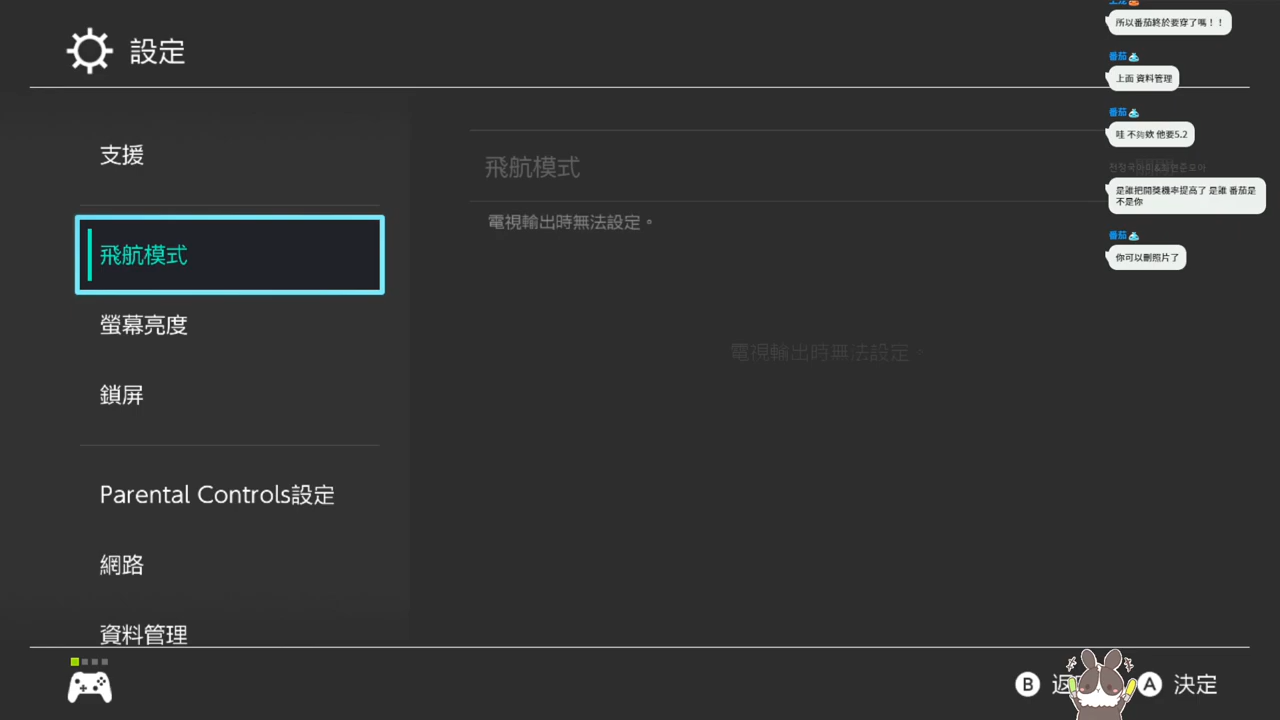 設定
支援
飛航模式
螢幕亮度
鎖屏
Parental Controls設定
網路
資料管理
飛航模式
電視輸出時無法設定。
電視輸出時無法設定。
所以番茄終於要穿了嗎！！
番茄
上面 資料管理
番茄
哇 不夠欸 他要5.2
是誰把開獎機率提高了 是誰 番茄是
不是你
番茄
你可以刪照片了
B
A 決定